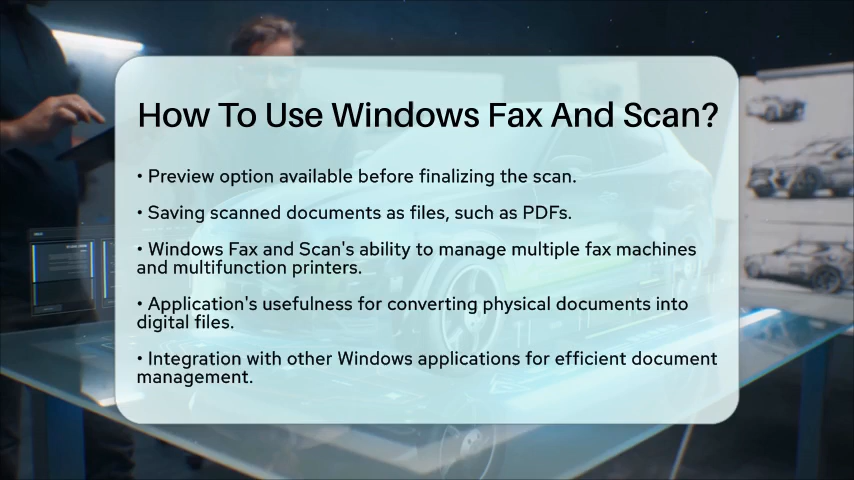 How To Use Windows Fax And Scan?
• Preview option available before finalizing the scan.
• Saving scanned documents as files, such as PDFs.
• Windows Fax and Scan's ability to manage multiple fax machines
and multifunction printers.
• Application's usefulness for converting physical documents into
digital files.
• Integration with other Windows applications for efficient document
management.